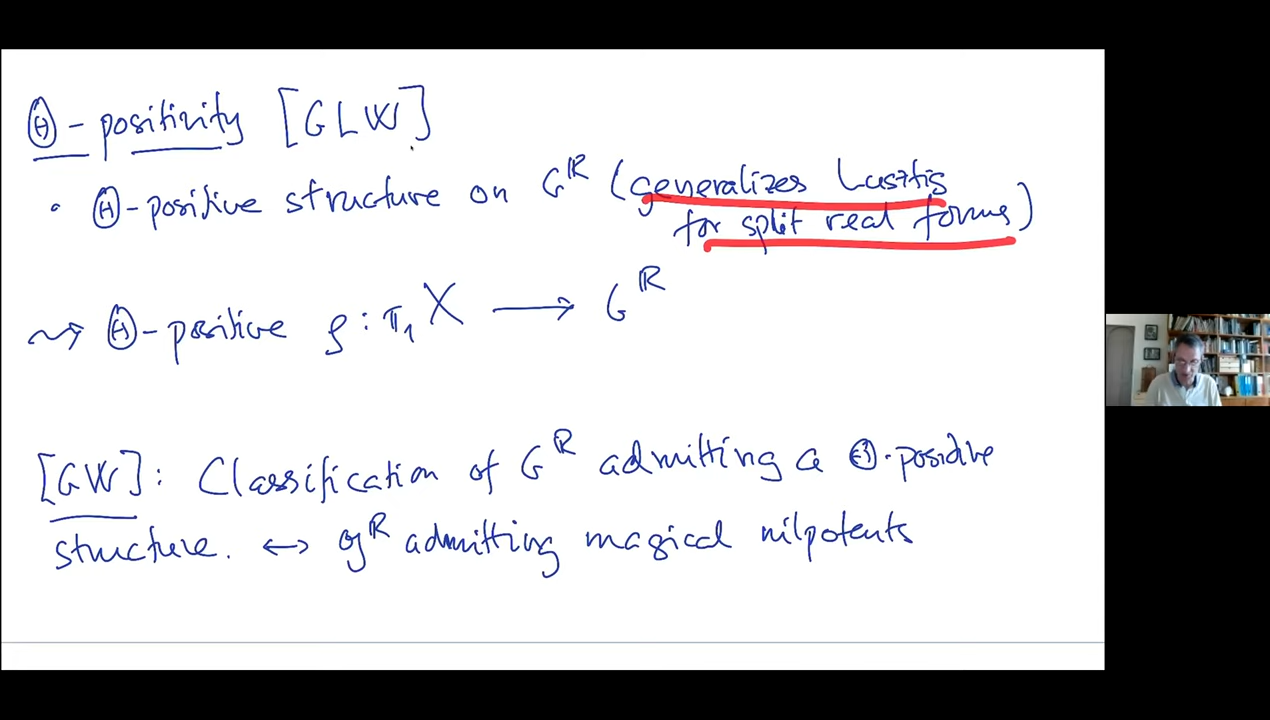 Θ-positivity [GLW]
• Θ-positive structure on G^ℝ (generalizes Lusztig
for split real forms)
⇝ Θ-positive ρ: π₁X → G^ℝ
[GW]: Classification of G^ℝ admitting a Θ-positive
structure. ↔ 𝔤^ℝ admitting magical nilpotents